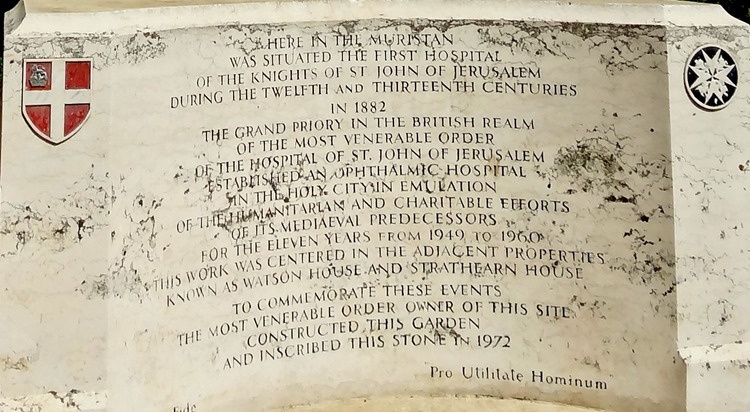 HERE IN THE MURISTAN
WAS SITUATED THE FIRST HOSPITAL
OF THE KNIGHTS OF ST. JOHN OF JERUSALEM
DURING THE TWELFTH AND THIRTEENTH CENTURIES
IN 1882
THE GRAND PRIORY IN THE BRITISH REALM
OF THE MOST VENERABLE ORDER
OF THE HOSPITAL OF ST. JOHN OF JERUSALEM
ESTABLISHED AN OPHTHALMIC HOSPITAL
IN THE HOLY CITY IN EMULATION
OF THE HUMANITARIAN AND CHARITABLE EFFORTS
OF ITS MEDIAEVAL PREDECESSORS
FOR THE ELEVEN YEARS FROM 1949 TO 1960
THIS WORK WAS CENTERED IN THE ADJACENT PROPERTIES
KNOWN AS WATSON HOUSE AND STRATHEARN HOUSE
TO COMMEMORATE THESE EVENTS
THE MOST VENERABLE ORDER OWNER OF THIS SITE
CONSTRUCTED THIS GARDEN
AND INSCRIBED THIS STONE IN 1972
Pro Utilitate Hominum
Fide